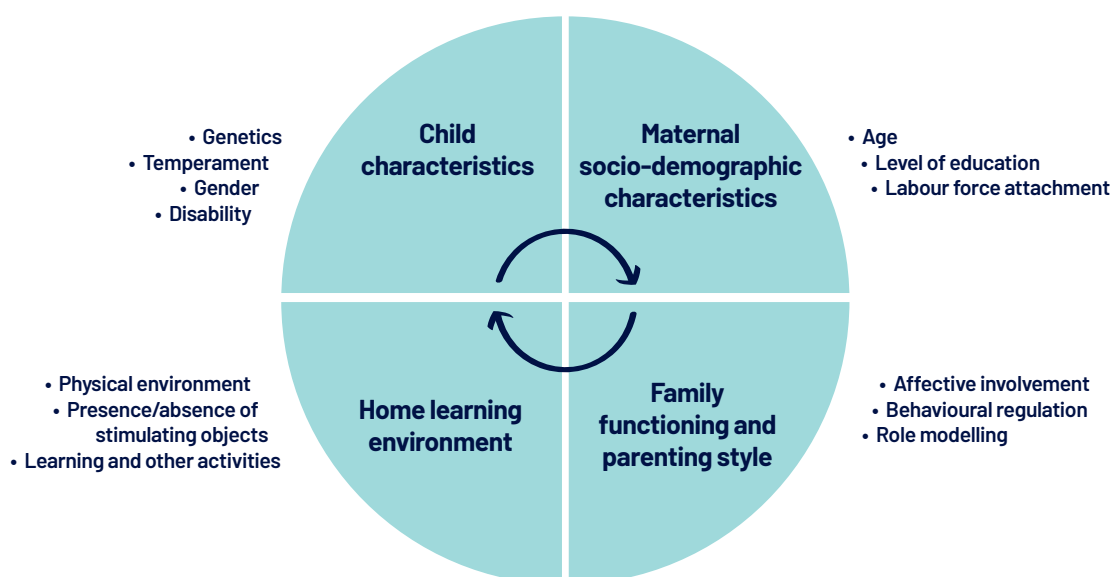 • Genetics
• Temperament
• Gender
• Disability
Child
characteristics
Maternal
socio-demographic
characteristics
• Age
• Level of education
• Labour force attachment
• Physical environment
• Presence/absence of
stimulating objects
• Learning and other activities
Home learning
environment
Family
functioning and
parenting style
• Affective involvement
• Behavioural regulation
• Role modelling